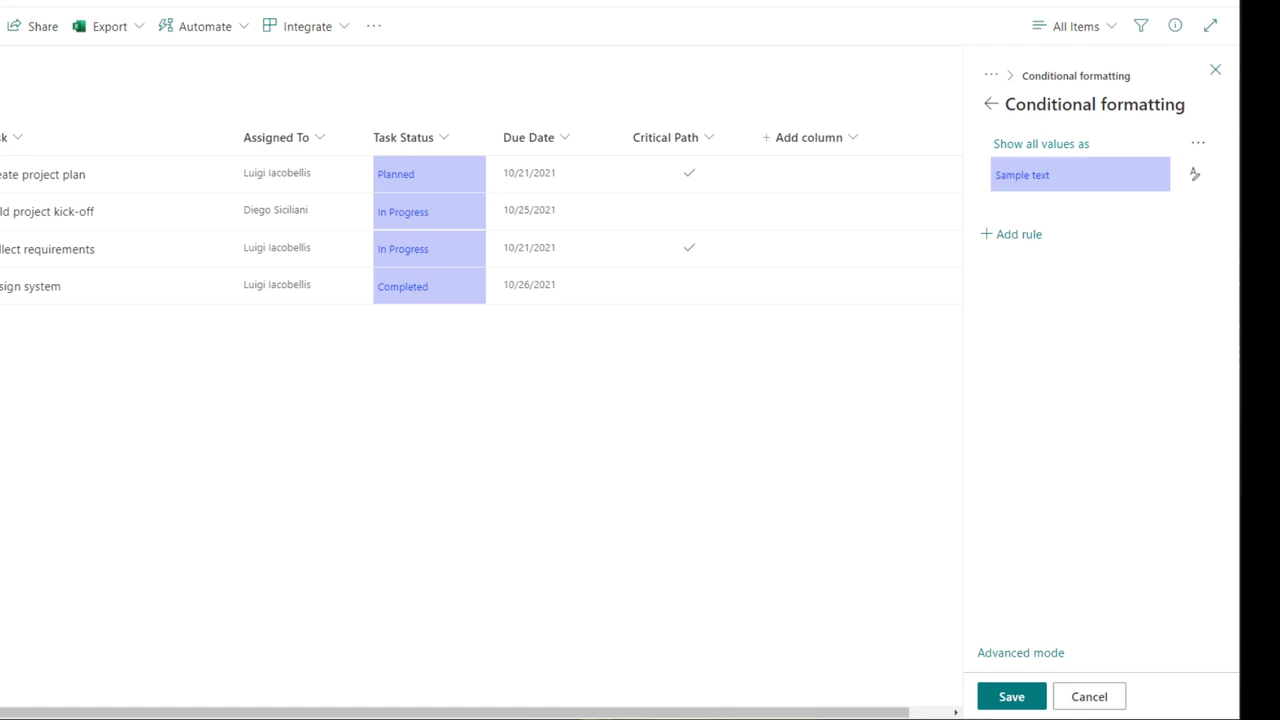 Share Export Automate Integrate ··· All Items
··· > Conditional formatting
Conditional formatting
k Assigned To Task Status Due Date Critical Path + Add column
Show all values as ···
eate project plan Luigi Iacobellis Planned 10/21/2021
Sample text
ld project kick-off Diego Siciliani In Progress 10/25/2021
+ Add rule
llect requirements Luigi Iacobellis In Progress 10/21/2021
sign system Luigi Iacobellis Completed 10/26/2021
Advanced mode
Save Cancel